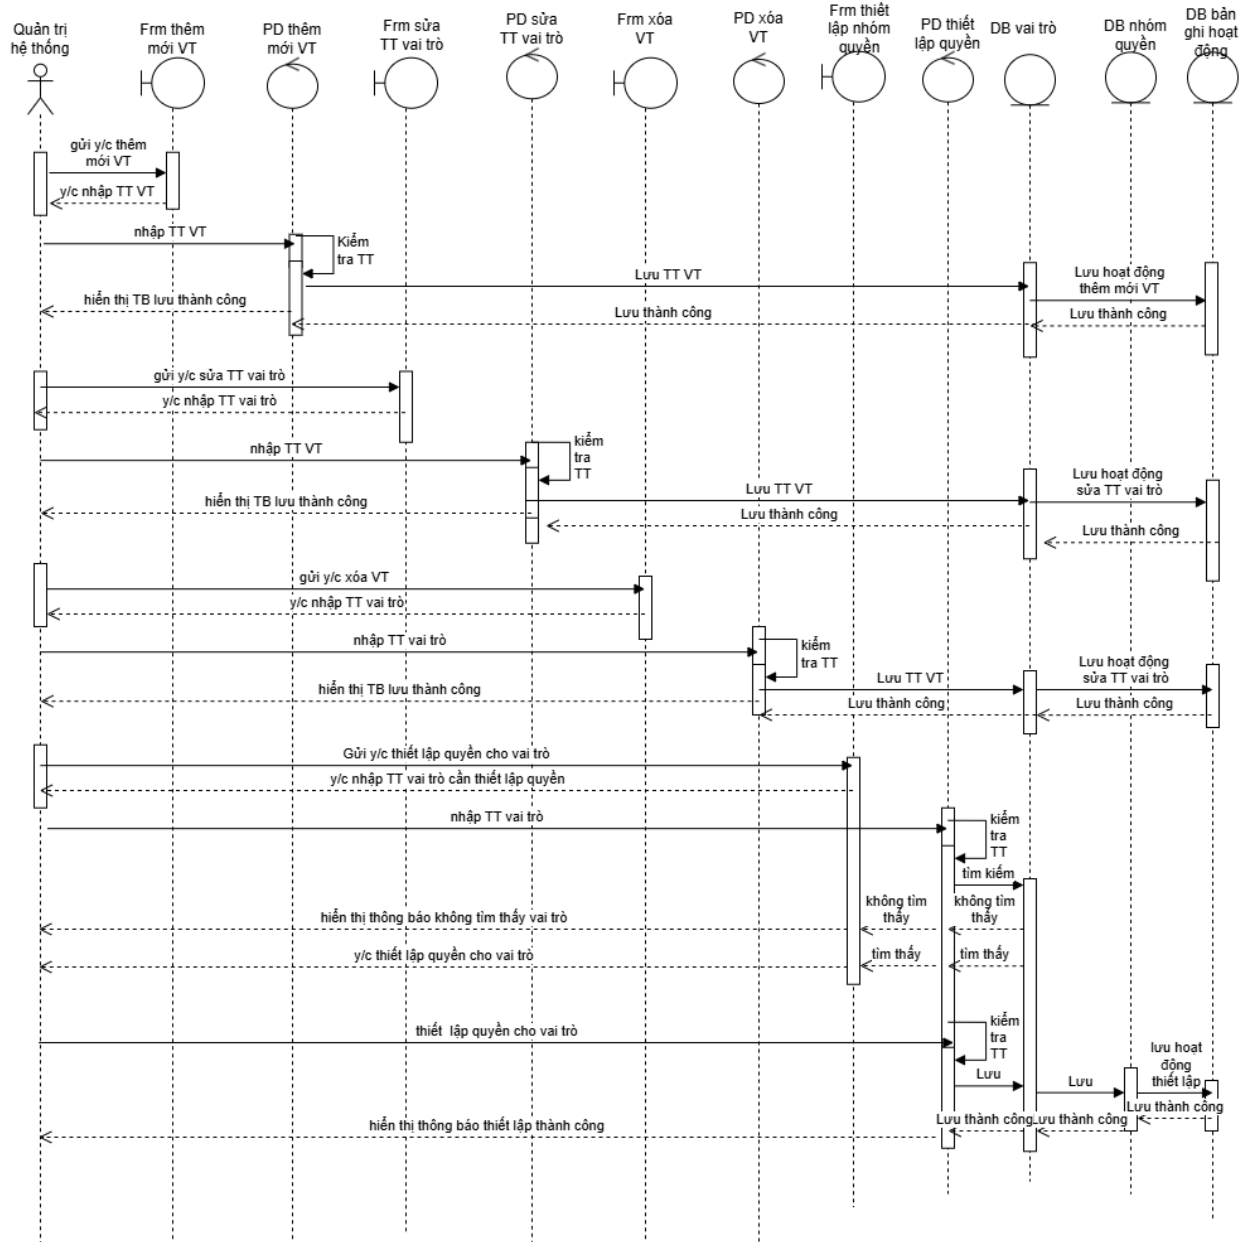 Quản trị
hệ thống
Frm thêm
mới VT
PD thêm
mới VT
Frm sửa
TT vai trò
PD sửa
TT vai trò
Frm xóa
VT
PD xóa
VT
Frm thiết
lập nhóm
quyền
PD thiết
lập quyền
DB vai trò
DB nhóm
quyền
DB bản
ghi hoạt
động
gửi y/c thêm
mới VT
y/c nhập TT VT
nhập TT VT
Kiểm
tra TT
Lưu TT VT
Lưu hoạt động
thêm mới VT
hiển thị TB lưu thành công
Lưu thành công
Lưu thành công
gửi y/c sửa TT vai trò
y/c nhập TT vai trò
nhập TT VT
kiểm
tra
TT
Lưu TT VT
Lưu hoạt động
sửa TT vai trò
hiển thị TB lưu thành công
Lưu thành công
Lưu thành công
gửi y/c xóa VT
y/c nhập TT vai trò
nhập TT vai trò
kiểm
tra TT
Lưu TT VT
Lưu hoạt động
sửa TT vai trò
hiển thị TB lưu thành công
Lưu thành công
Lưu thành công
Gửi y/c thiết lập quyền cho vai trò
y/c nhập TT vai trò cần thiết lập quyền
nhập TT vai trò
kiểm
tra
TT
tìm kiếm
không tìm
thấy
không tìm
thấy
hiển thị thông báo không tìm thấy vai trò
y/c thiết lập quyền cho vai trò
tìm thấy
tìm thấy
thiết  lập quyền cho vai trò
kiểm
tra
TT
Lưu
Lưu
lưu hoạt
động
thiết lập
Lưu thành công
Lưu thành công
Lưu thành công
hiển thị thông báo thiết lập thành công